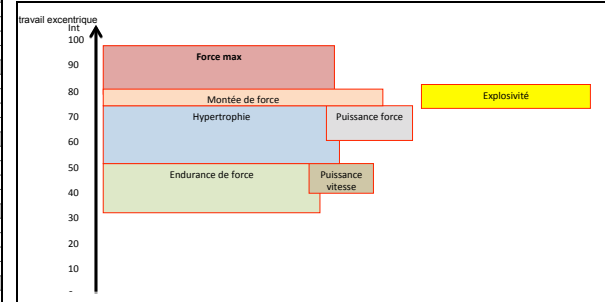 travail excentrique
Int
100
90
80
70
60
50
40
30
20
10
-
Force max
Montée de force
Explosivité
Hypertrophie
Puissance force
Endurance de force
Puissance
vitesse